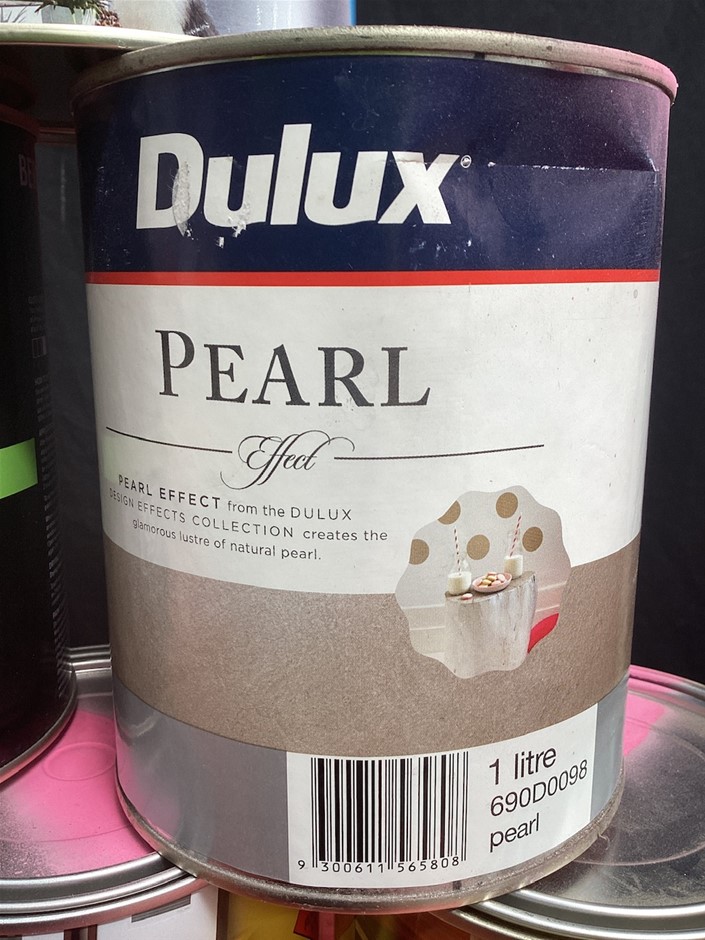 Dulux®
PEARL
Effect
PEARL EFFECT from the DULUX
DESIGN EFFECTS COLLECTION creates the
glamorous lustre of natural pearl.
1 litre
690D0098
pearl
9 300611 565808